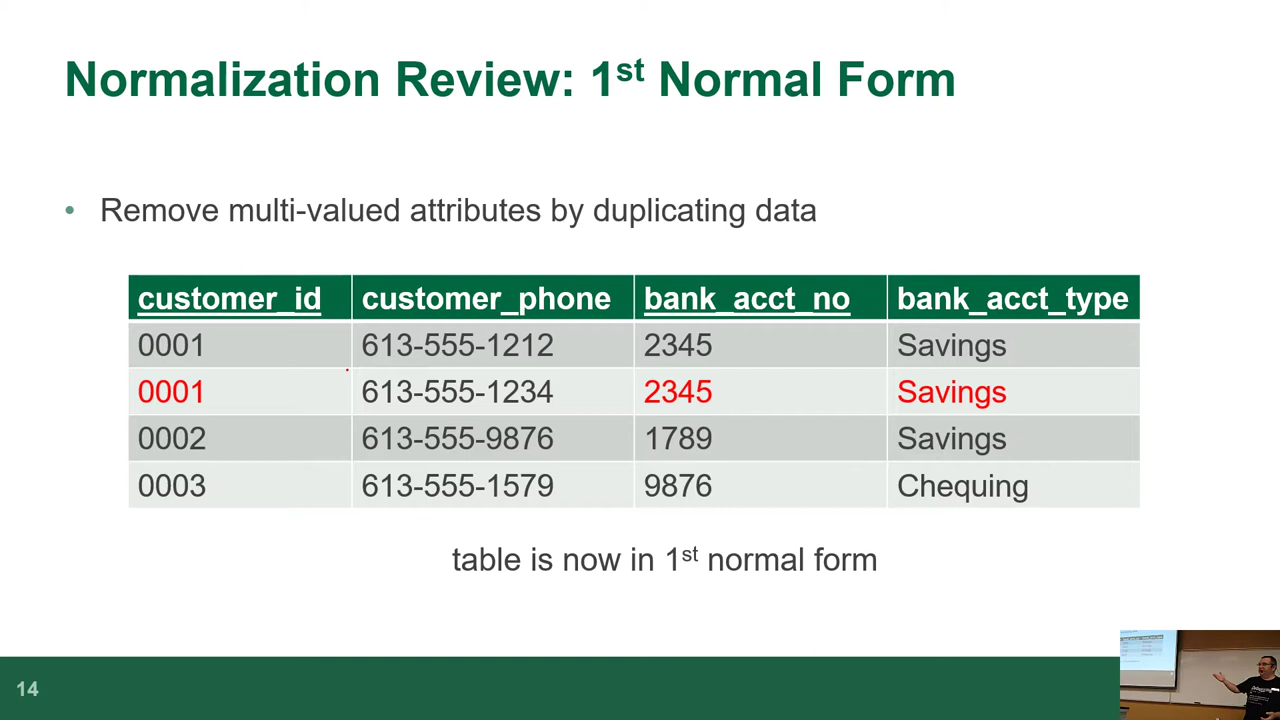 Normalization Review: 1st Normal Form
• Remove multi-valued attributes by duplicating data
customer_id customer_phone bank_acct_no bank_acct_type
0001 613-555-1212 2345 Savings
0001 613-555-1234 2345 Savings
0002 613-555-9876 1789 Savings
0003 613-555-1579 9876 Chequing
table is now in 1st normal form
14